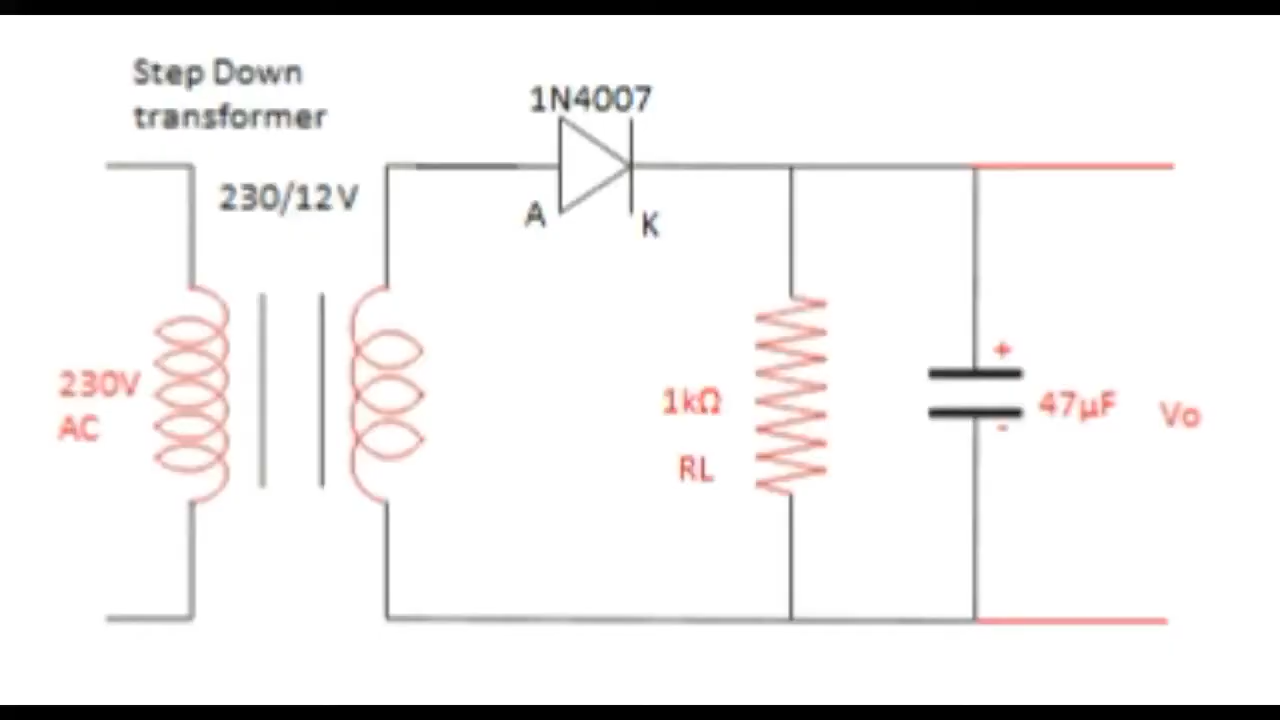 Step Down
transformer
1N4007
230/12V
A
K
230V
AC
1kΩ
RL
+
47µF
-
Vo